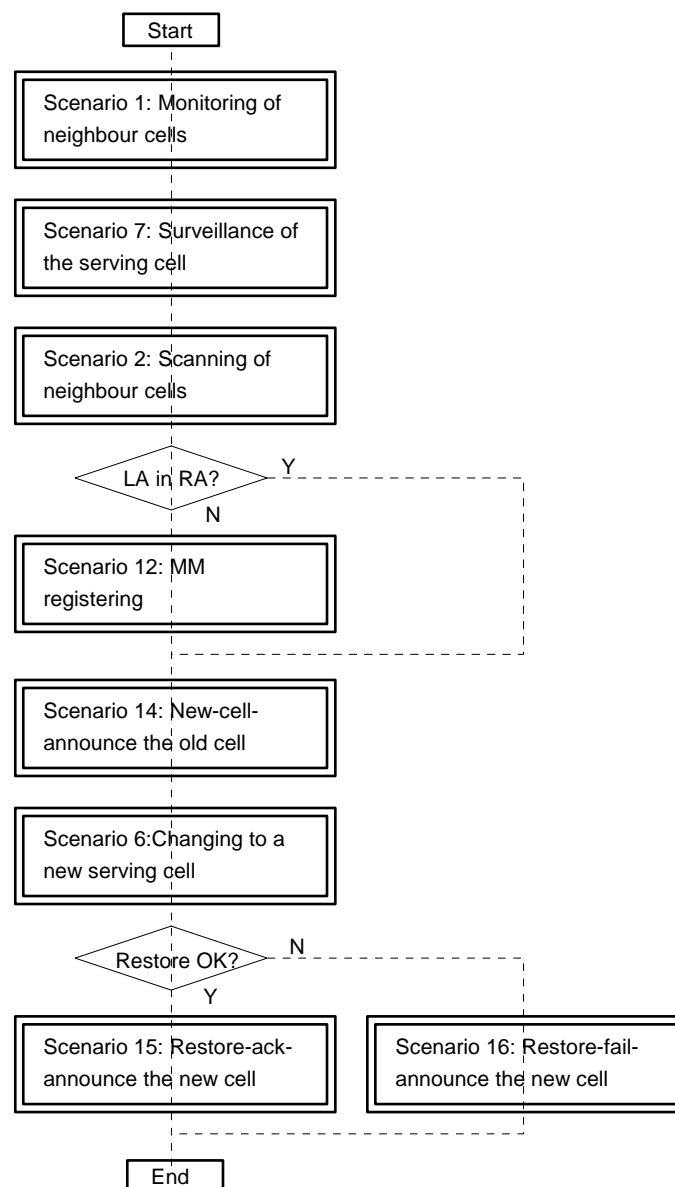 Start
Scenario 1: Monitoring of
neighbour cells
Scenario 7: Surveillance of
the serving cell
Scenario 2: Scanning of
neighbour cells
LA in RA?
Y
N
Scenario 12: MM
registering
Scenario 14: New-cell-
announce the old cell
Scenario 6:Changing to a
new serving cell
Restore OK?
N
Y
Scenario 15: Restore-ack-
announce the new cell
Scenario 16: Restore-fail-
announce the new cell
End